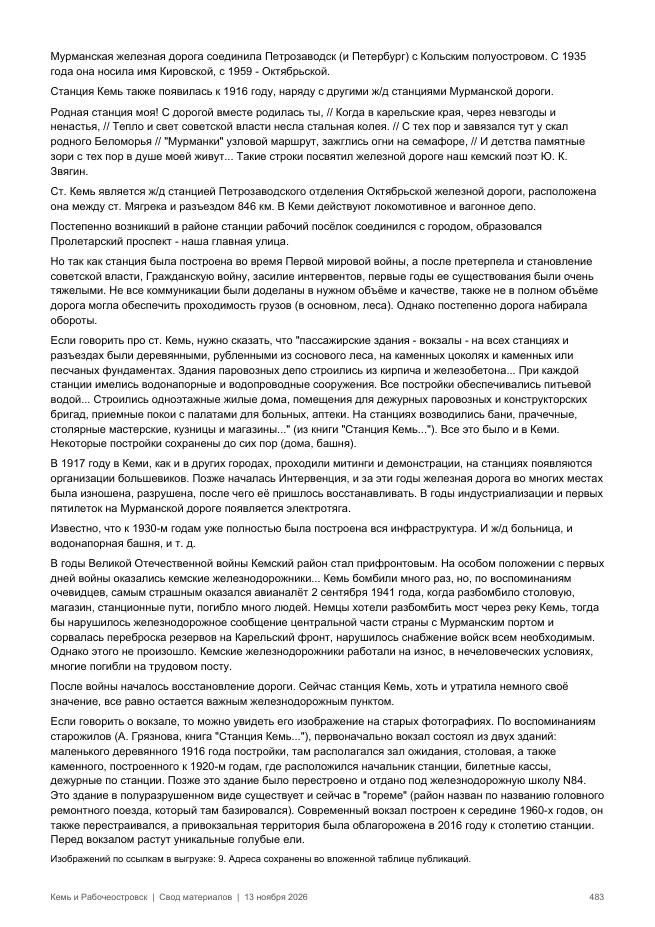 Мурманская железная дорога соединила Петрозаводск (и Петербург) с Кольским полуостровом. С 1935
года она носила имя Кировской, с 1959 - Октябрьской.
Станция Кемь также появилась к 1916 году, наряду с другими ж/д станциями Мурманской дороги.
Родная станция моя! С дорогой вместе родилась ты, // Когда в карельские края, через невзгоды и
ненастья, // Тепло и свет советской власти несла стальная колея. // С тех пор и завязался тут у скал
родного Беломорья // "Мурманки" узловой маршрут, зажглись огни на семафоре, // И детства памятные
зори с тех пор в душе моей живут... Такие строки посвятил железной дороге наш кемский поэт Ю. К.
Звягин.
Ст. Кемь является ж/д станцией Петрозаводского отделения Октябрьской железной дороги, расположена
она между ст. Мягрека и разъездом 846 км. В Кеми действуют локомотивное и вагонное депо.
Постепенно возникший в районе станции рабочий посёлок соединился с городом, образовался
Пролетарский проспект - наша главная улица.
Но так как станция была построена во время Первой мировой войны, а после претерпела и становление
советской власти, Гражданскую войну, засилие интервентов, первые годы ее существования были очень
тяжелыми. Не все коммуникации были доделаны в нужном объёме и качестве, также не в полном объёме
дорога могла обеспечить проходимость грузов (в основном, леса). Однако постепенно дорога набирала
обороты.
Если говорить про ст. Кемь, нужно сказать, что "пассажирские здания - вокзалы - на всех станциях и
разъездах были деревянными, рубленными из соснового леса, на каменных цоколях и каменных или
песчаных фундаментах. Здания паровозных депо строились из кирпича и железобетона... При каждой
станции имелись водонапорные и водопроводные сооружения. Все постройки обеспечивались питьевой
водой... Строились одноэтажные жилые дома, помещения для дежурных паровозных и конструкторских
бригад, приемные покои с палатами для больных, аптеки. На станциях возводились бани, прачечные,
столярные мастерские, кузницы и магазины..." (из книги "Станция Кемь..."). Все это было и в Кеми.
Некоторые постройки сохранены до сих пор (дома, башня).
В 1917 году в Кеми, как и в других городах, проходили митинги и демонстрации, на станциях появляются
организации большевиков. Позже началась Интервенция, и за эти годы железная дорога во многих местах
была изношена, разрушена, после чего её пришлось восстанавливать. В годы индустриализации и первых
пятилеток на Мурманской дороге появляется электротяга.
Известно, что к 1930-м годам уже полностью была построена вся инфраструктура. И ж/д больница, и
водонапорная башня, и т. д.
В годы Великой Отечественной войны Кемский район стал прифронтовым. На особом положении с первых
дней войны оказались кемские железнодорожники... Кемь бомбили много раз, но, по воспоминаниям
очевидцев, самым страшным оказался авианалёт 2 сентября 1941 года, когда разбомбило столовую,
магазин, станционные пути, погибло много людей. Немцы хотели разбомбить мост через реку Кемь, тогда
бы нарушилось железнодорожное сообщение центральной части страны с Мурманским портом и
сорвалась переброска резервов на Карельский фронт, нарушилось снабжение войск всем необходимым.
Однако этого не произошло. Кемские железнодорожники работали на износ, в нечеловеческих условиях,
многие погибли на трудовом посту.
После войны началось восстановление дороги. Сейчас станция Кемь, хоть и утратила немного своё
значение, все равно остается важным железнодорожным пунктом.
Если говорить о вокзале, то можно увидеть его изображение на старых фотографиях. По воспоминаниям
старожилов (А. Грязнова, книга "Станция Кемь..."), первоначально вокзал состоял из двух зданий:
маленького деревянного 1916 года постройки, там располагался зал ожидания, столовая, а также
каменного, построенного к 1920-м годам, где расположился начальник станции, билетные кассы,
дежурные по станции. Позже это здание было перестроено и отдано под железнодорожную школу N84.
Это здание в полуразрушенном виде существует и сейчас в "гореме" (район назван по названию головного
ремонтного поезда, который там базировался). Современный вокзал построен к середине 1960-х годов, он
также перестраивался, а привокзальная территория была облагорожена в 2016 году к столетию станции.
Перед вокзалом растут уникальные голубые ели.
Изображений по ссылкам в выгрузке: 9. Адреса сохранены во вложенной таблице публикаций.
Кемь и Рабочеостровск | Свод материалов | 13 ноября 2026
483